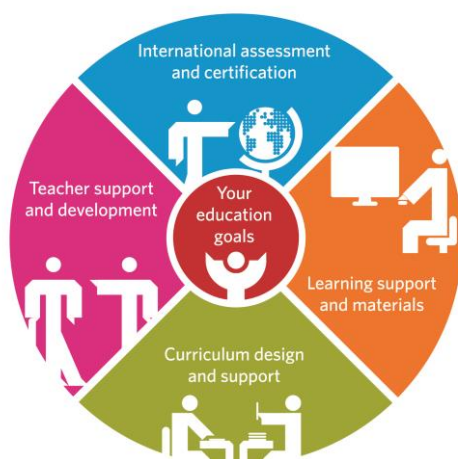 International assessment
and certification
Teacher support
and development
Your
education
goals
Learning support
and materials
Curriculum design
and support